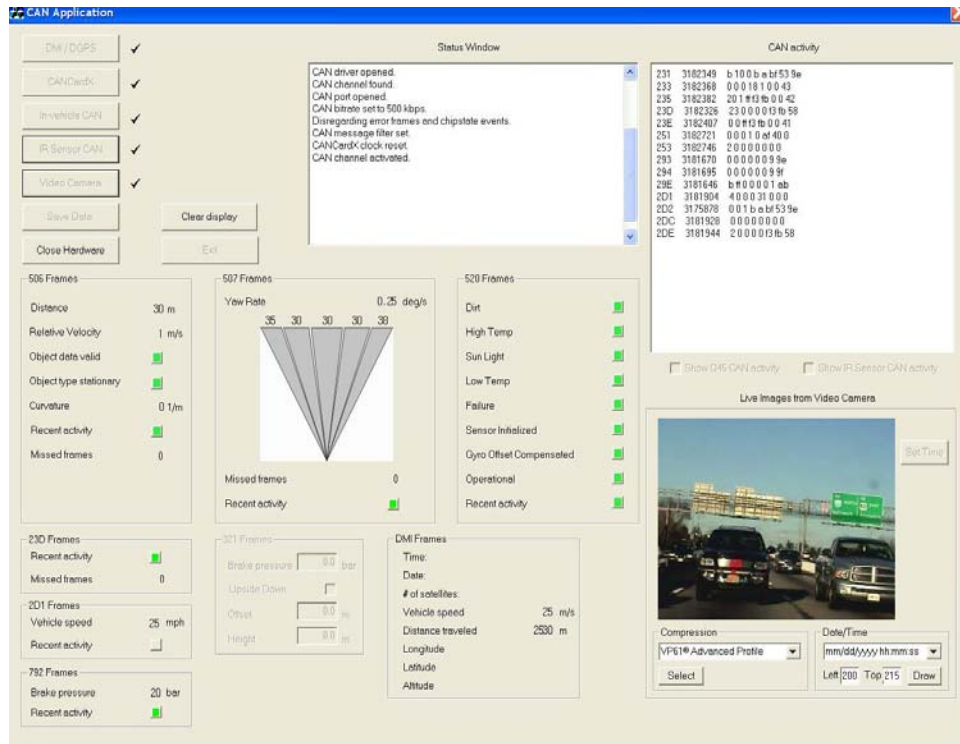 CAN Application
DMI / DGPS
CANCardX
In-vehicle CAN
IR Sensor CAN
Video Camera
Save Data
Clear display
Close Hardware
Exit
Status Window
CAN driver opened.
CAN channel found.
CAN port opened.
CAN bitrate set to 500 kbps.
Disregarding error frames and chipstate events.
CAN message filter set.
CANCardX clock reset.
CAN channel activated.
CAN activity
231 3182349 b 10 0 b a bf 53 9e
233 3182368 0 0 0 18 10 0 43
235 3182382 20 1 ff f3 fb 0 0 42
23D 3182326 23 0 0 0 0 f3 fb 58
23E 3182407 0 0 ff f3 fb 0 0 41
251 3182721 0 0 0 1 0 af 40 0
253 3182746 2 0 0 0 0 0 0 0
293 3181670 0 0 0 0 0 0 9 9e
294 3181695 0 0 0 0 0 0 9 9f
29E 3181646 b ff 0 0 0 0 1 ab
2D1 3181904 4 0 0 0 31 0 0 0
2D2 3175878 0 0 1 b a bf 53 9e
2DC 3181928 0 0 0 0 0 0 0 0
2DE 3181944 2 0 0 0 0 f3 fb 58
Show Q45 CAN activity Show IR Sensor CAN activity
506 Frames
Distance 30 m
Relative Velocity 1 m/s
Object data valid
Object type stationary
Curvature 0 1/m
Recent activity
Missed frames 0
507 Frames
Yaw Rate 0.25 deg/s
35 30 30 30 38
Missed frames 0
Recent activity
520 Frames
Dirt
High Temp
Sun Light
Low Temp
Failure
Sensor Initialized
Gyro Offset Compensated
Operational
Recent activity
Live Images from Video Camera
Set Time
23D Frames
Recent activity
Missed frames 0
2D1 Frames
Vehicle speed 25 mph
Recent activity
792 Frames
Brake pressure 20 bar
Recent activity
321 Frames
Brake pressure 0.0 bar
Upside Down
Offset 0.0 m
Height 0.0 m
DMI Frames
Time:
Date:
# of satellites:
Vehicle speed 25 m/s
Distance traveled 2530 m
Longitude
Latitude
Altitude
Compression
VP61® Advanced Profile
Select
Date/Time
mm/dd/yyyy hh:mm:ss
Left 200 Top 215 Draw